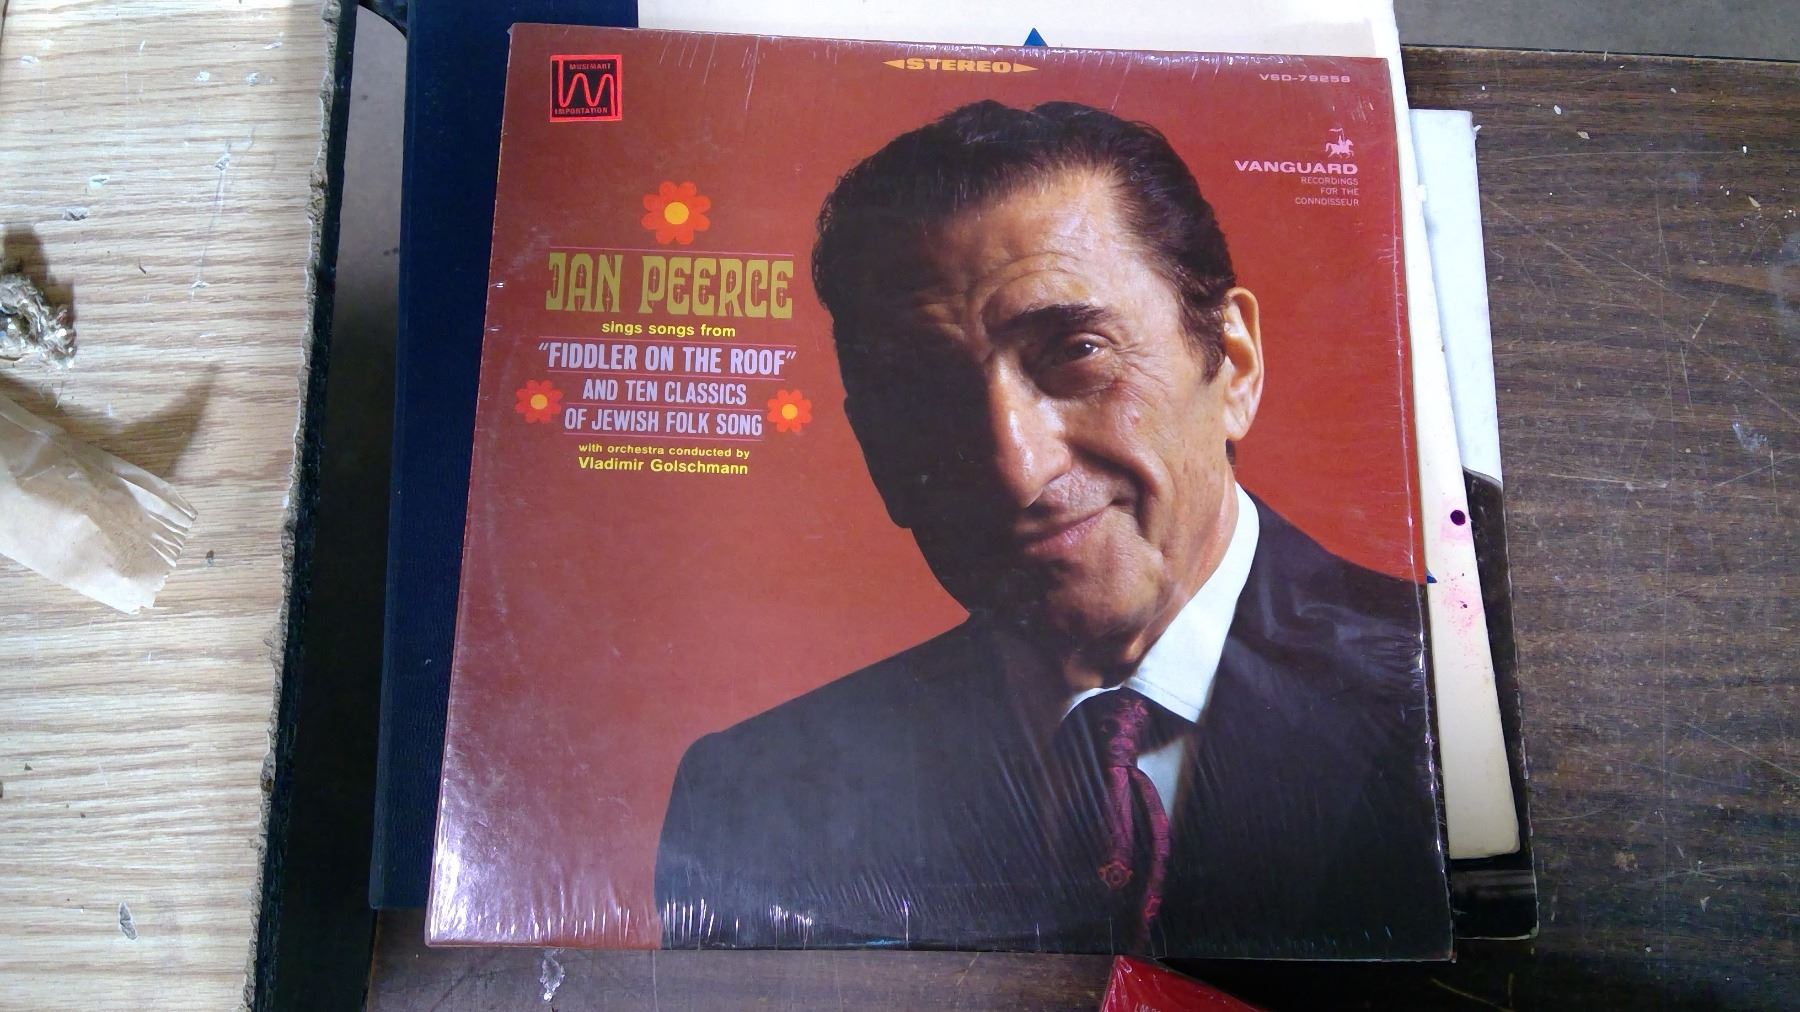 MUSIMART
IMPORTATION
STEREO
VSD-79258
VANGUARD
RECORDINGS
FOR THE
CONNOISSEUR
JAN PEERCE
sings songs from
"FIDDLER ON THE ROOF"
AND TEN CLASSICS
OF JEWISH FOLK SONG
with orchestra conducted by
Vladimir Golschmann